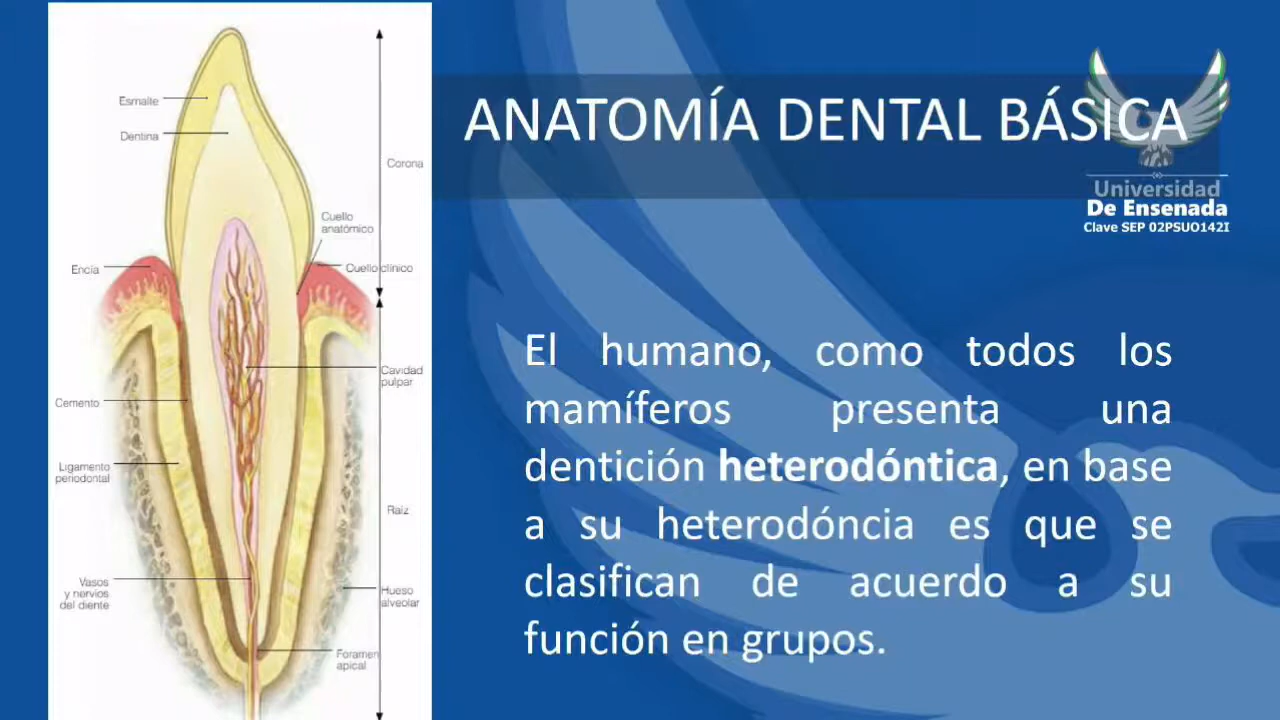 Esmalte
Dentina
Corona
Cuello
anatómico
Encía
Cuello clínico
Cavidad
pulpar
Cemento
Ligamento
periodontal
Raíz
Vasos
y nervios
del diente
Hueso
alveolar
Foramen
apical
ANATOMÍA DENTAL BÁSICA
Universidad
De Ensenada
Clave SEP 02PSUO142I
El humano, como todos los
mamíferos presenta una
dentición heterodóntica, en base
a su heterodóncia es que se
clasifican de acuerdo a su
función en grupos.